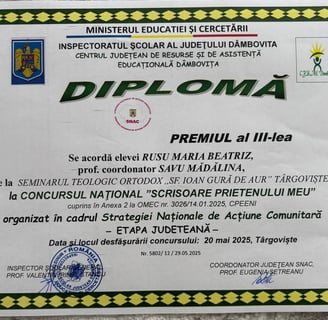 MINISTERUL EDUCAȚIEI ȘI CERCETĂRII
INSPECTORATUL ȘCOLAR AL JUDEȚULUI DÂMBOVIȚA
CENTRUL JUDEȚEAN DE RESURSE ȘI DE ASISTENȚĂ
EDUCAȚIONALĂ DÂMBOVIȚA
DIPLOMĂ
SNAC
PREMIUL al III-lea
Se acordă elevei RUSU MARIA BEATRIZ,
prof. coordonator SAVU MĂDĂLINA,
de la SEMINARUL TEOLOGIC ORTODOX „SF. IOAN GURĂ DE AUR" TÂRGOVIȘTE
la CONCURSUL NAȚIONAL "SCRISOARE PRIETENULUI MEU"
cuprins în Anexa 2 la OMEC nr. 3026/14.01.2025, CPEENI
organizat în cadrul Strategiei Naționale de Acțiune Comunitară
– ETAPA JUDEȚEANĂ –
Data și locul desfășurării concursului: 20 mai 2025, Târgoviște
Nr. 5802/ 12 / 29.05.2025
INSPECTOR ȘCOLAR
COORDONATOR JUDEȚEAN SNAC,
PROF. VALENTIN
PROF. EUGENIA ȘETREANU